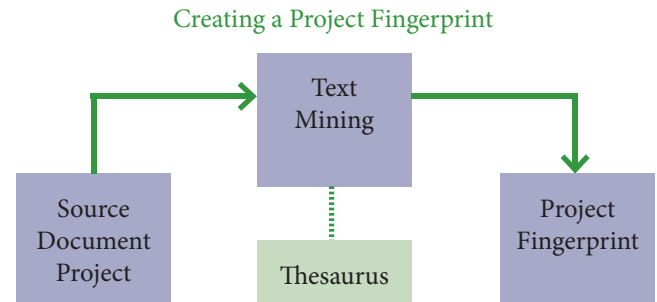 Creating a Project Fingerprint
Text
Mining
Source
Document
Project
Thesaurus
Project
Fingerprint